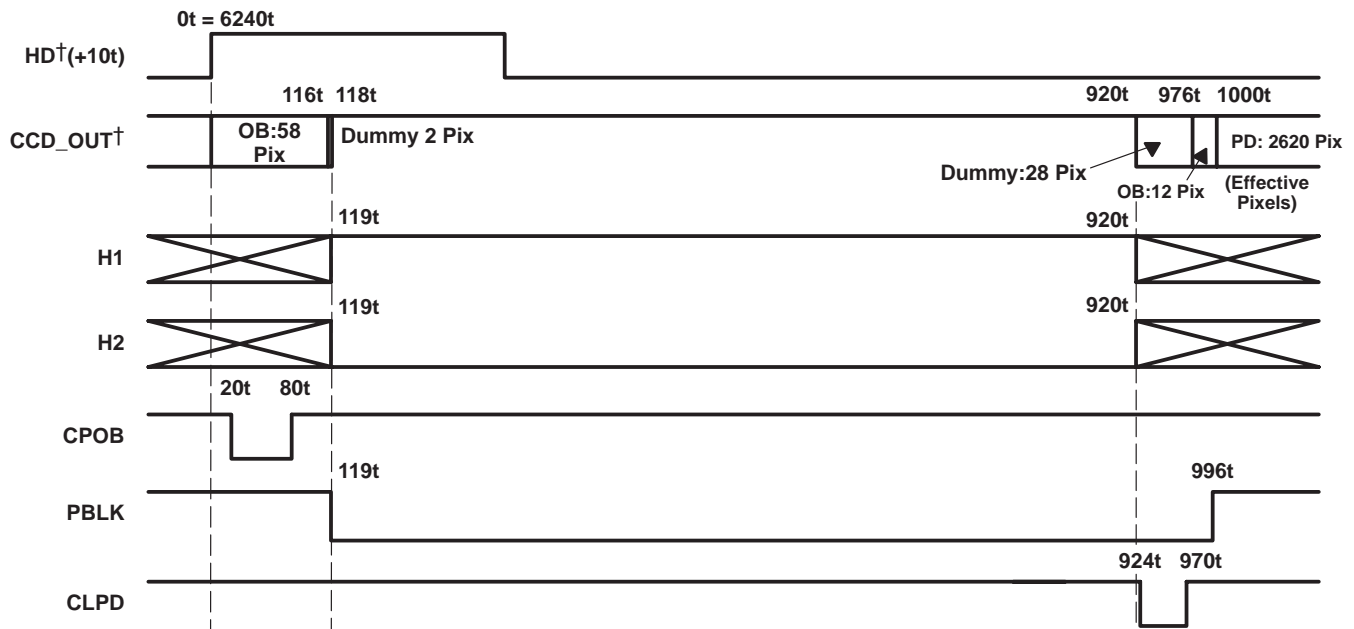 0t = 6240t
HD†(+10t)
116t 118t 920t 976t 1000t
CCD_OUT†
OB:58
Pix
Dummy 2 Pix
PD: 2620 Pix
Dummy:28 Pix
OB:12 Pix
(Effective
Pixels)
119t 920t
H1
119t 920t
H2
20t 80t
CPOB
119t 996t
PBLK
924t 970t
CLPD